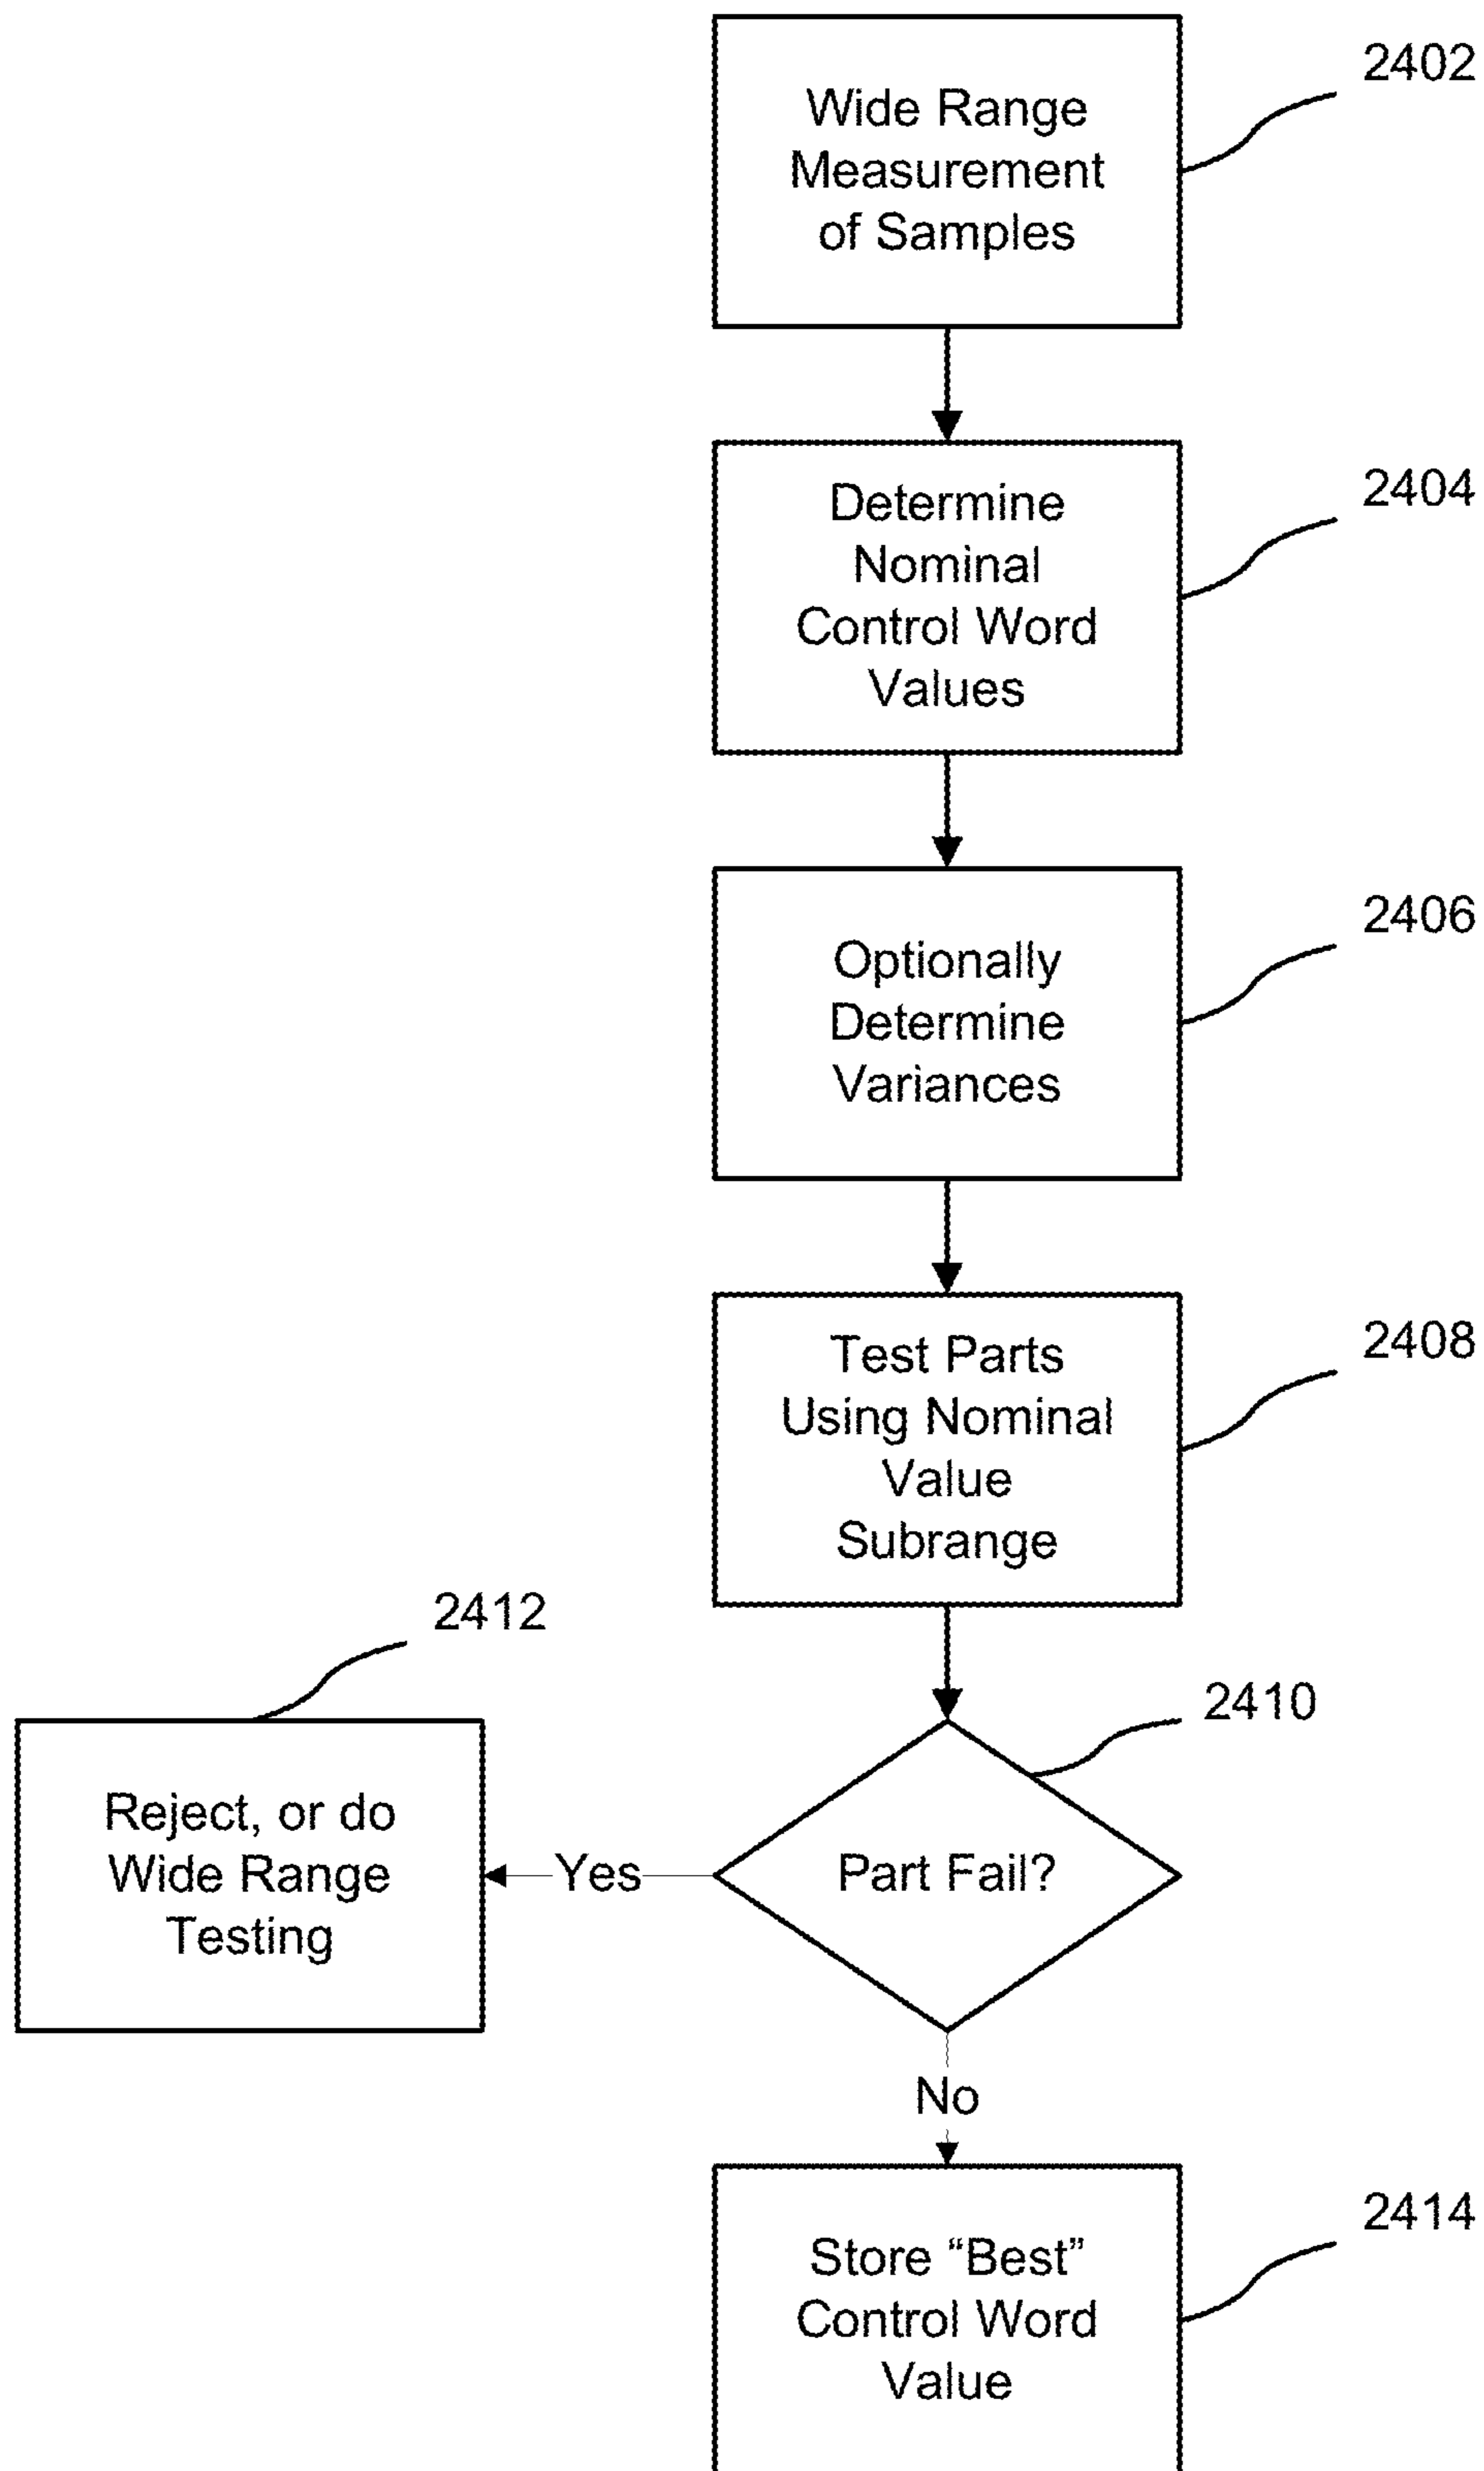 Wide Range
Measurement
of Samples
2402
Determine
Nominal
Control Word
Values
2404
Optionally
Determine
Variances
2406
Test Parts
Using Nominal
Value
Subrange
2408
2412
Reject, or do
Wide Range
Testing
Yes
Part Fail?
2410
No
Store “Best”
Control Word
Value
2414